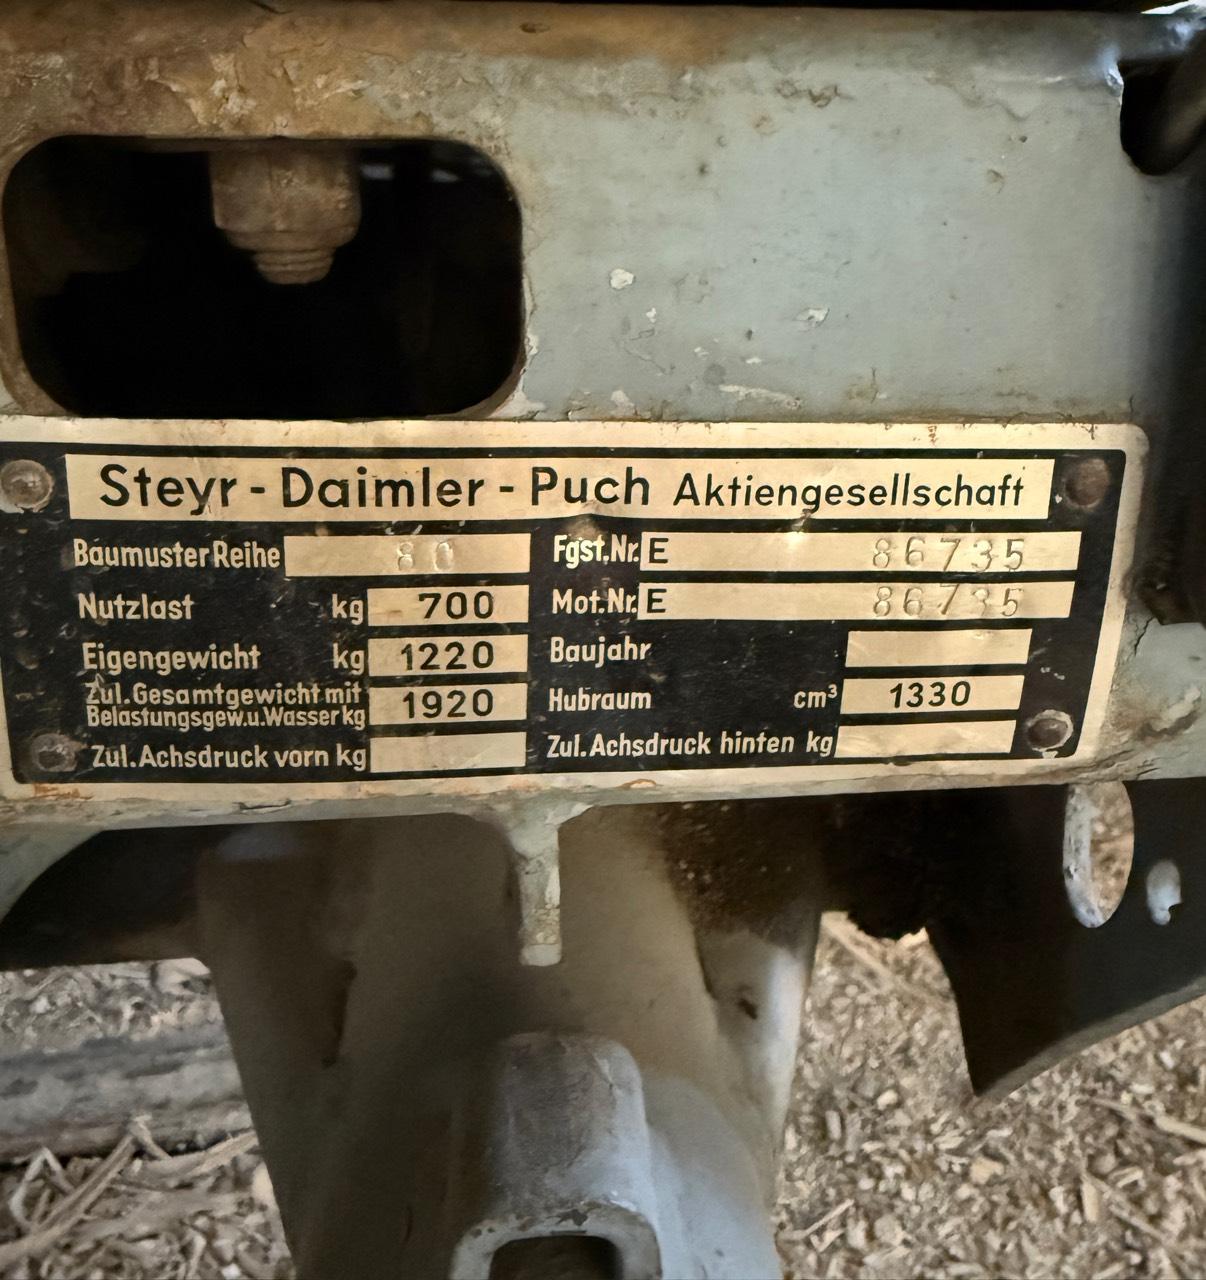 Steyr - Daimler - Puch Aktiengesellschaft
Baumuster Reihe 80 Fgst.Nr. E 86735
Nutzlast kg 700 Mot.Nr. E 86735
Eigengewicht kg 1220 Baujahr
Zul.Gesamtgewicht mit
Belastungsgew.u.Wasser kg 1920 Hubraum cm³ 1330
Zul.Achsdruck vorn kg Zul.Achsdruck hinten kg